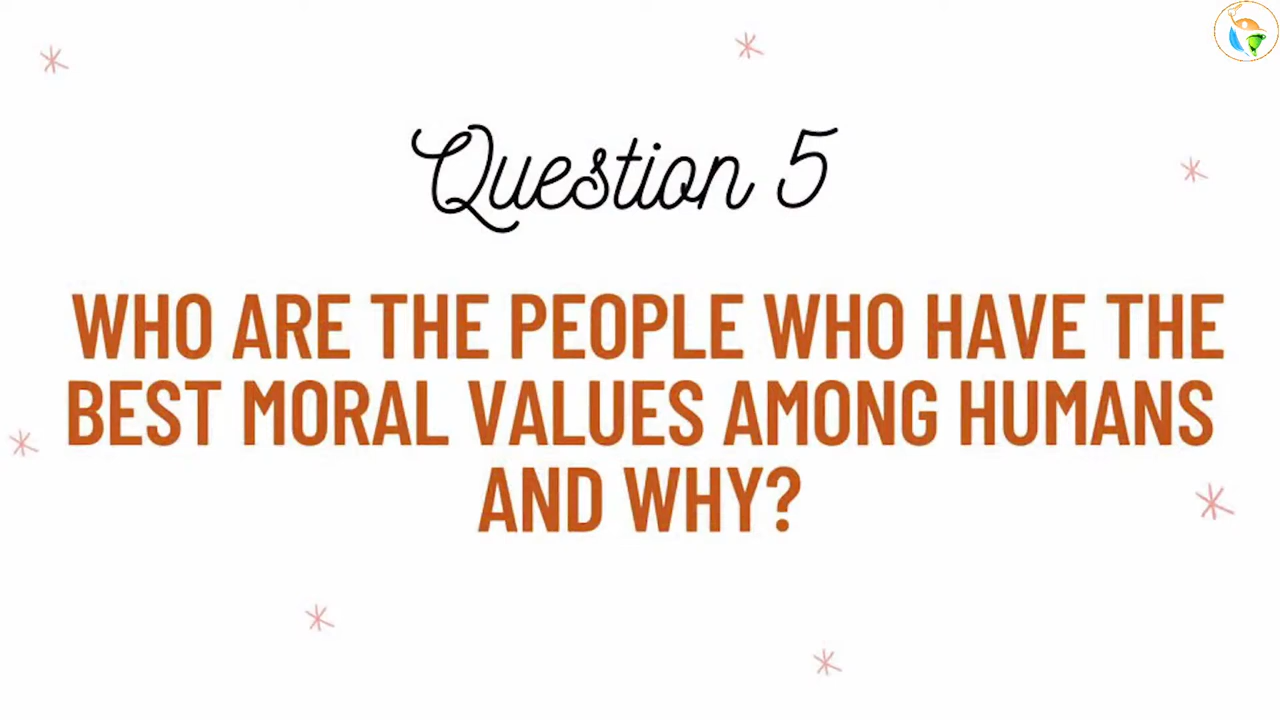 Question 5
WHO ARE THE PEOPLE WHO HAVE THE
BEST MORAL VALUES AMONG HUMANS
AND WHY?